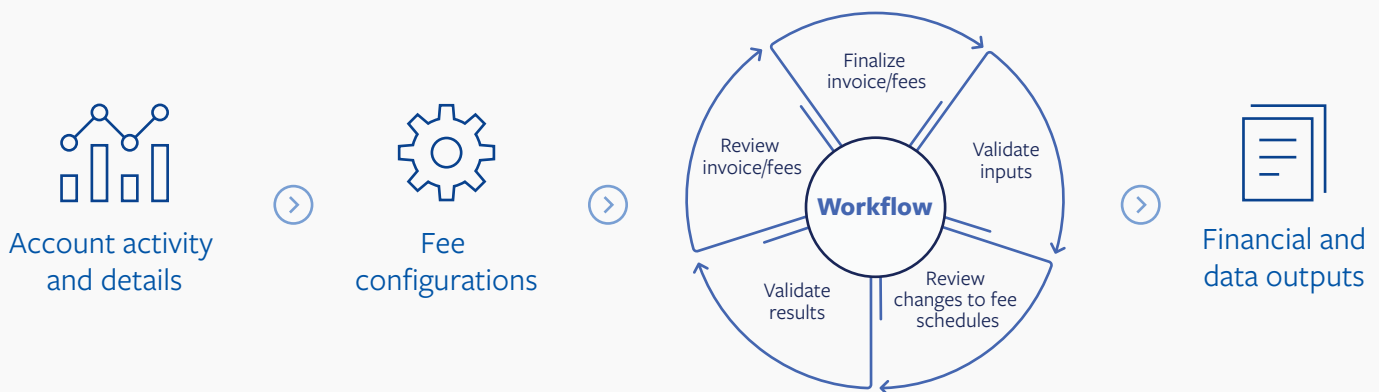 Account activity
and details
Fee
configurations
Workflow
Finalize
invoice/fees
Validate
inputs
Review
changes to fee
schedules
Validate
results
Review
invoice/fees
Financial and
data outputs